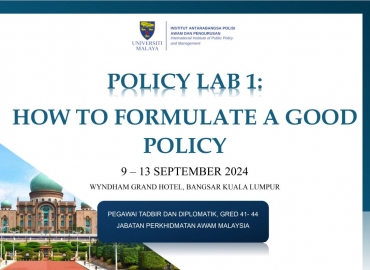 UNIVERSITI
MALAYA
INSTITUT ANTARABANGSA POLISI
AWAM DAN PENGURUSAN
International Institute of Public Policy
and Management
POLICY LAB 1:
HOW TO FORMULATE A GOOD
POLICY
9 – 13 SEPTEMBER 2024
WYNDHAM GRAND HOTEL, BANGSAR KUALA LUMPUR
PEGAWAI TADBIR DAN DIPLOMATIK, GRED 41- 44
JABATAN PERKHIDMATAN AWAM MALAYSIA